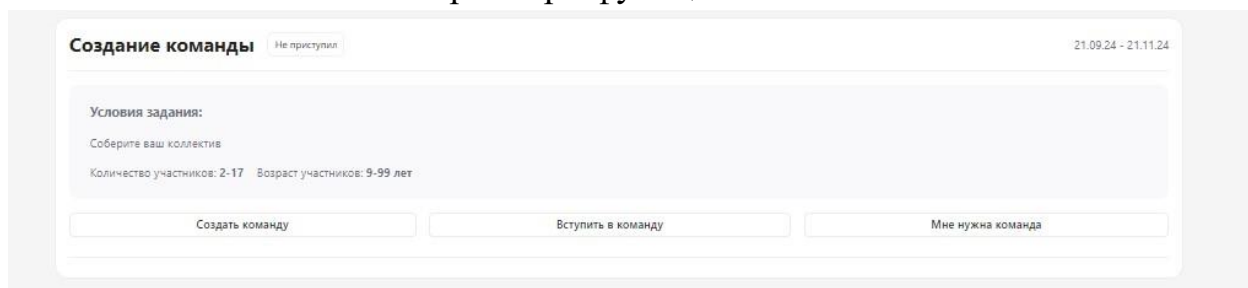 Создание команды Не приступил 21.09.24 - 21.11.24
Условия задания:
Соберите ваш коллектив
Количество участников: 2-17 Возраст участников: 9-99 лет
Создать команду Вступить в команду Мне нужна команда